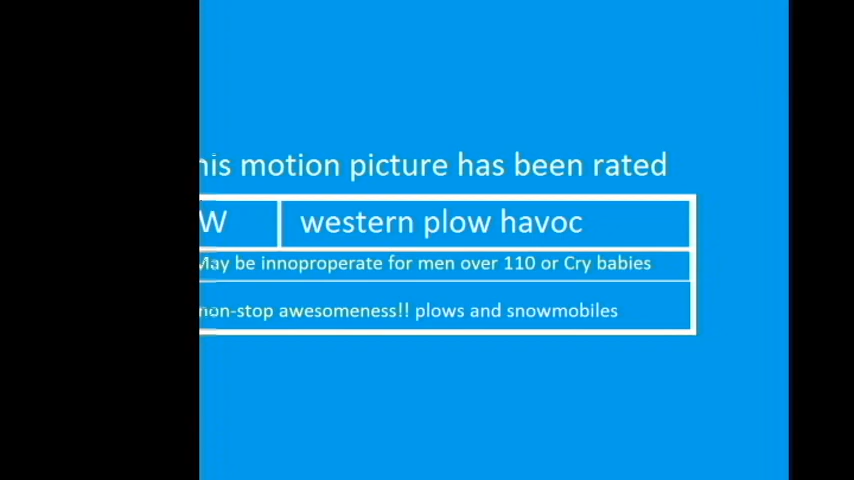 his motion picture has been rated
W
western plow havoc
May be innoproperate for men over 110 or Cry babies
non-stop awesomeness!! plows and snowmobiles